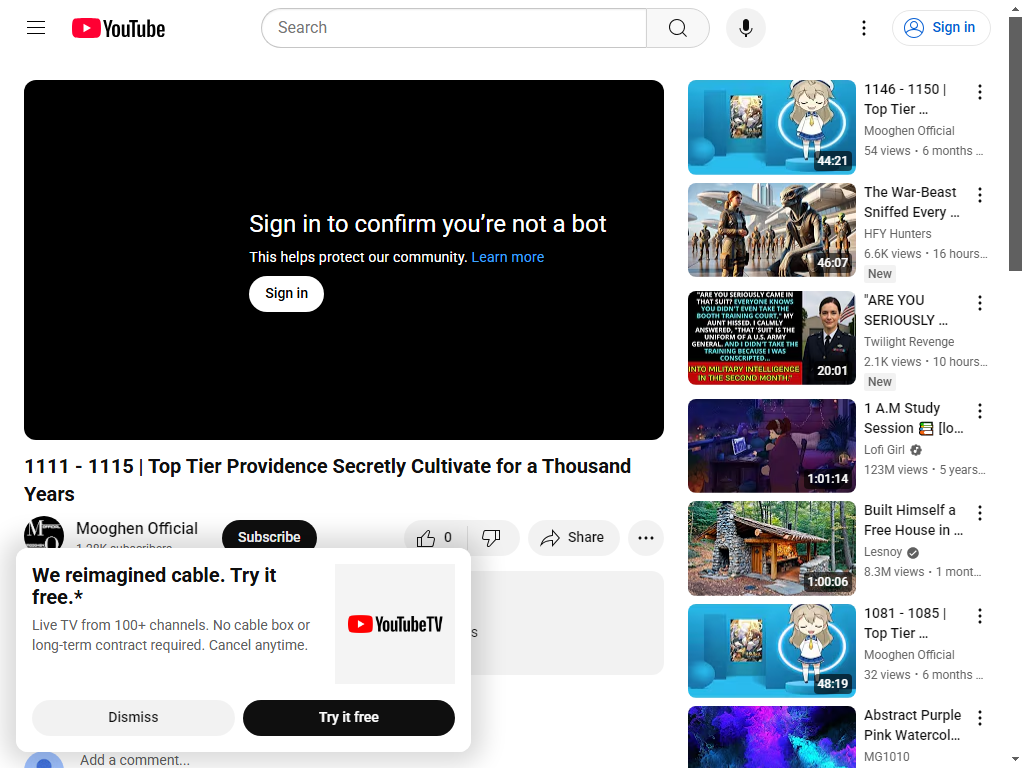 YouTube
Search
Sign in
Sign in to confirm you’re not a bot
This helps protect our community. Learn more
Sign in
1111 - 1115 | Top Tier Providence Secretly Cultivate for a Thousand
Years
Mooghen Official
Subscribe
0
Share
We reimagined cable. Try it
free.*
Live TV from 100+ channels. No cable box or
long-term contract required. Cancel anytime.
YouTubeTV
Dismiss
Try it free
Add a comment...
1146 - 1150 |
Top Tier ...
Mooghen Official
54 views • 6 months ...
44:21
The War-Beast
Sniffed Every ...
HFY Hunters
6.6K views • 16 hours...
New
46:07
"ARE YOU SERIOUSLY CAME IN
THAT SUIT? EVERYONE KNOWS
YOU DIDN'T EVEN TAKE THE
BOOTH TRAINING COURT," MY
AUNT HISSED. I CALMLY
ANSWERED, "THAT 'SUIT' IS THE
UNIFORM OF A U.S. ARMY
GENERAL. AND I DIDN'T TAKE THE
TRAINING BECAUSE I WAS
CONSCRIPTED...
INTO MILITARY INTELLIGENCE
IN THE SECOND MONTH."
20:01
"ARE YOU
SERIOUSLY ...
Twilight Revenge
2.1K views • 10 hours...
New
1 A.M Study
Session 📚 [lo...
Lofi Girl
123M views • 5 years...
1:01:14
Built Himself a
Free House in ...
Lesnoy
8.3M views • 1 mont...
1:00:06
1081 - 1085 |
Top Tier ...
Mooghen Official
32 views • 6 months ...
48:19
Abstract Purple
Pink Watercol...
MG1010